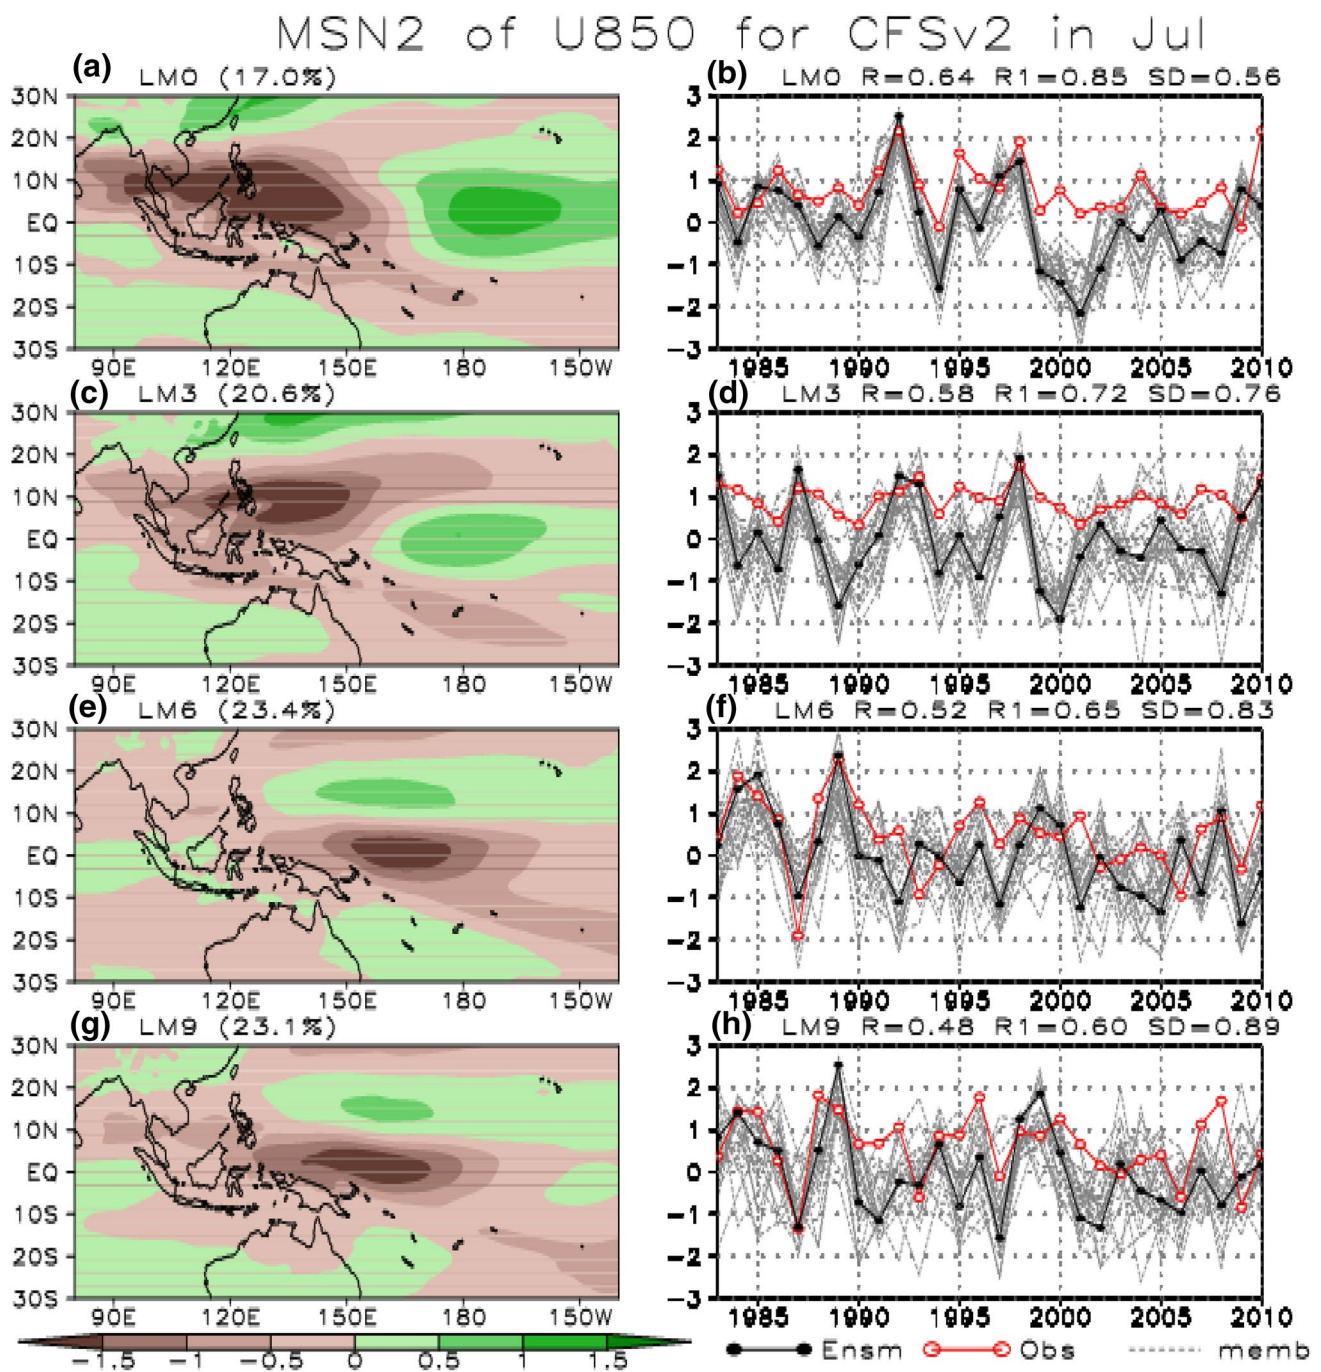 MSN2 of U850 for CFSv2 in Jul
(a) LM0 (17.0%)
30N
20N
10N
EQ
10S
20S
30S
90E 120E 150E 180 150W
(b) LM0 R=0.64 R1=0.85 SD=0.56
3
2
1
0
-1
-2
-3
1985 1990 1995 2000 2005 2010
(c) LM3 (20.6%)
30N
20N
10N
EQ
10S
20S
30S
90E 120E 150E 180 150W
(d) LM3 R=0.58 R1=0.72 SD=0.76
3
2
1
0
-1
-2
-3
1985 1990 1995 2000 2005 2010
(e) LM6 (23.4%)
30N
20N
10N
EQ
10S
20S
30S
90E 120E 150E 180 150W
(f) LM6 R=0.52 R1=0.65 SD=0.83
3
2
1
0
-1
-2
-3
1985 1990 1995 2000 2005 2010
(g) LM9 (23.1%)
30N
20N
10N
EQ
10S
20S
30S
90E 120E 150E 180 150W
(h) LM9 R=0.48 R1=0.60 SD=0.89
3
2
1
0
-1
-2
-3
1985 1990 1995 2000 2005 2010
-1.5 -1 -0.5 0 0.5 1 1.5
Ensm Obs memb